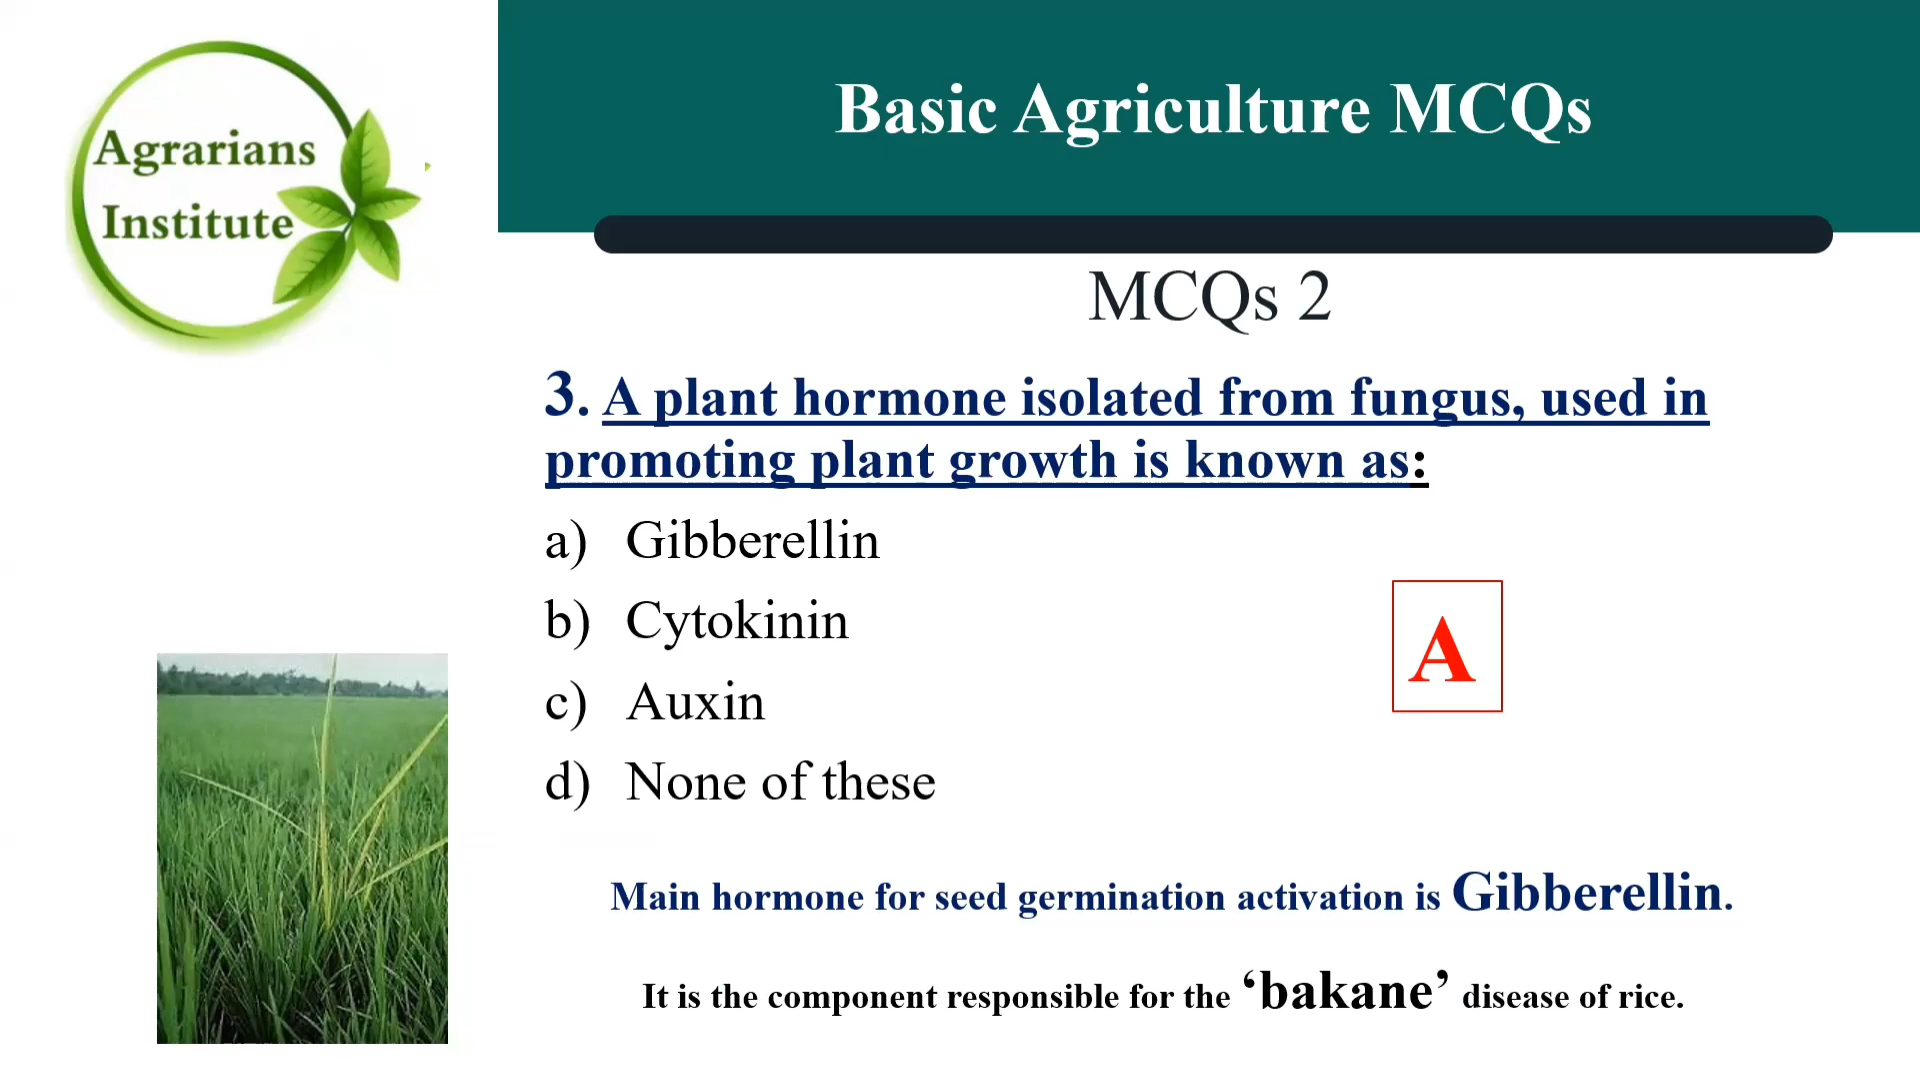 Agrarians
Institute
Basic Agriculture MCQs
MCQs 2
3. A plant hormone isolated from fungus, used in
promoting plant growth is known as:
a) Gibberellin
b) Cytokinin
c) Auxin
d) None of these
A
Main hormone for seed germination activation is Gibberellin.
It is the component responsible for the ‘bakane’ disease of rice.